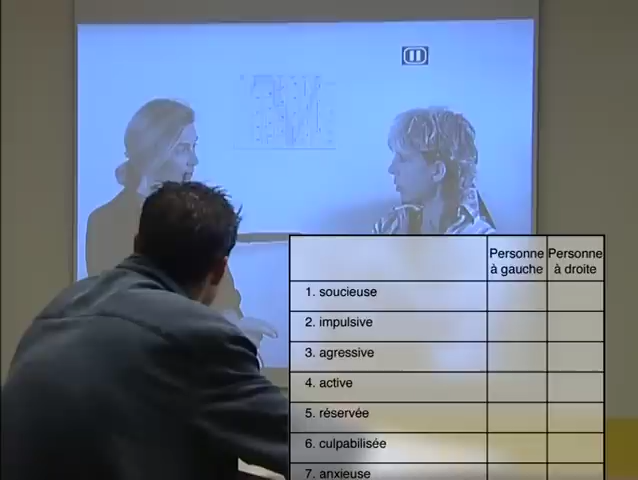 Personne Personne
à gauche à droite
1. soucieuse
2. impulsive
3. agressive
4. active
5. réservée
6. culpabilisée
7. anxieuse